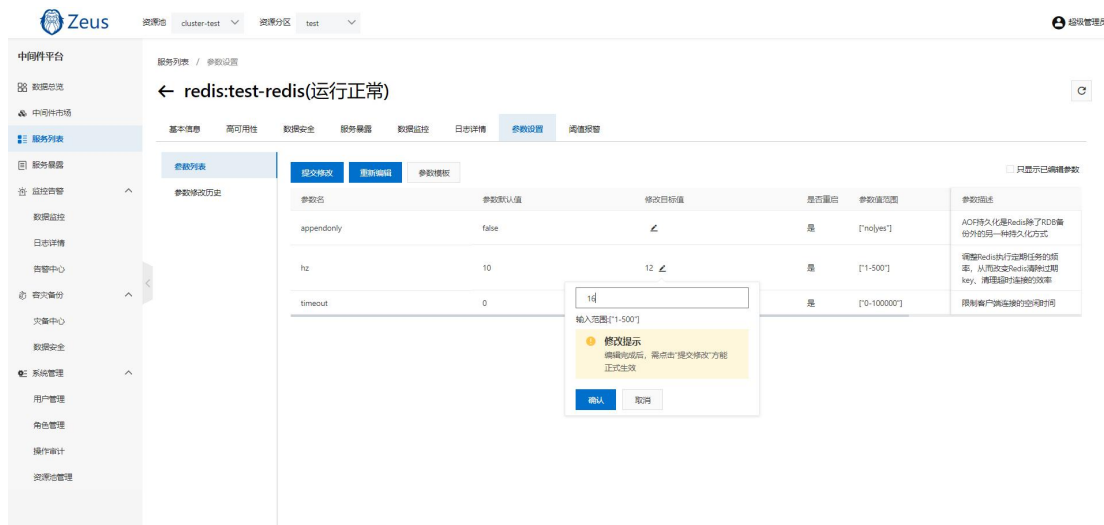 Zeus
资源池 cluster-test 资源分区 test
超级管理员
中间件平台
数据总览
中间件市场
服务列表
服务暴露
监控告警
数据监控
日志详情
告警中心
容灾备份
灾备中心
数据安全
系统管理
用户管理
角色管理
操作审计
资源池管理
服务列表 / 参数设置
← redis:test-redis(运行正常)
基本信息 高可用性 数据安全 服务暴露 数据监控 日志详情 参数设置 阈值报警
参数列表
参数修改历史
提交修改 重新编辑 参数模板 只显示已编辑参数
参数名 参数默认值 修改目标值 是否重启 参数值范围 参数描述
appendonly false 是 ["no|yes"] AOF持久化是Redis除了RDB备
份外的另一种持久化方式
hz 10 12 是 ["1-500"] 调整Redis执行定期任务的频
率，从而改变Redis清除过期
key、清理超时连接的效率
timeout 0 是 ["0-100000"] 限制客户端连接的空闲时间
16
输入范围:["1-500"]
修改提示
编辑完成后，需点击“提交修改”方能
正式生效
确认 取消